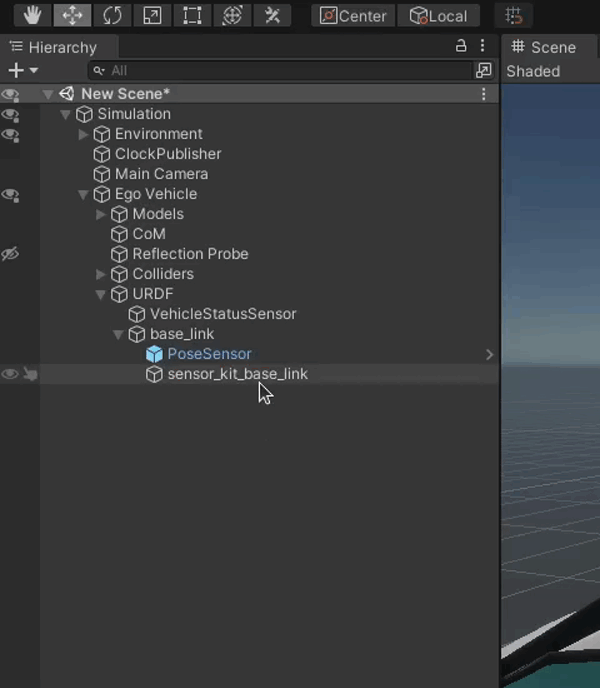 Center Local
Hierarchy
Scene
All
Shaded
New Scene*
Simulation
Environment
ClockPublisher
Main Camera
Ego Vehicle
Models
CoM
Reflection Probe
Colliders
URDF
VehicleStatusSensor
base_link
PoseSensor
sensor_kit_base_link